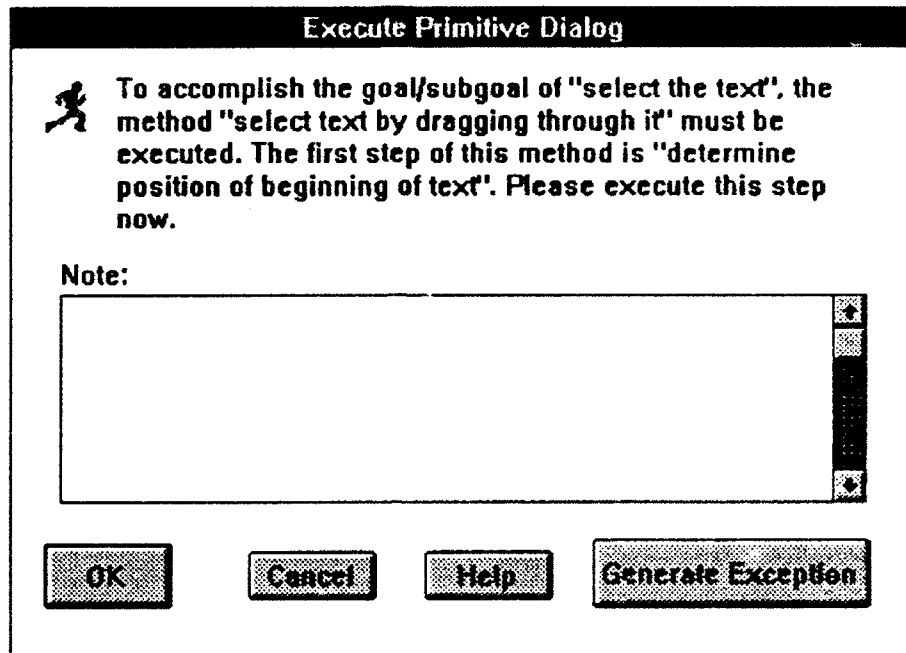 Execute Primitive Dialog
To accomplish the goal/subgoal of "select the text", the
method "select text by dragging through it" must be
executed. The first step of this method is "determine
position of beginning of text". Please execute this step
now.
Note:
OK Cancel Help Generate Exception